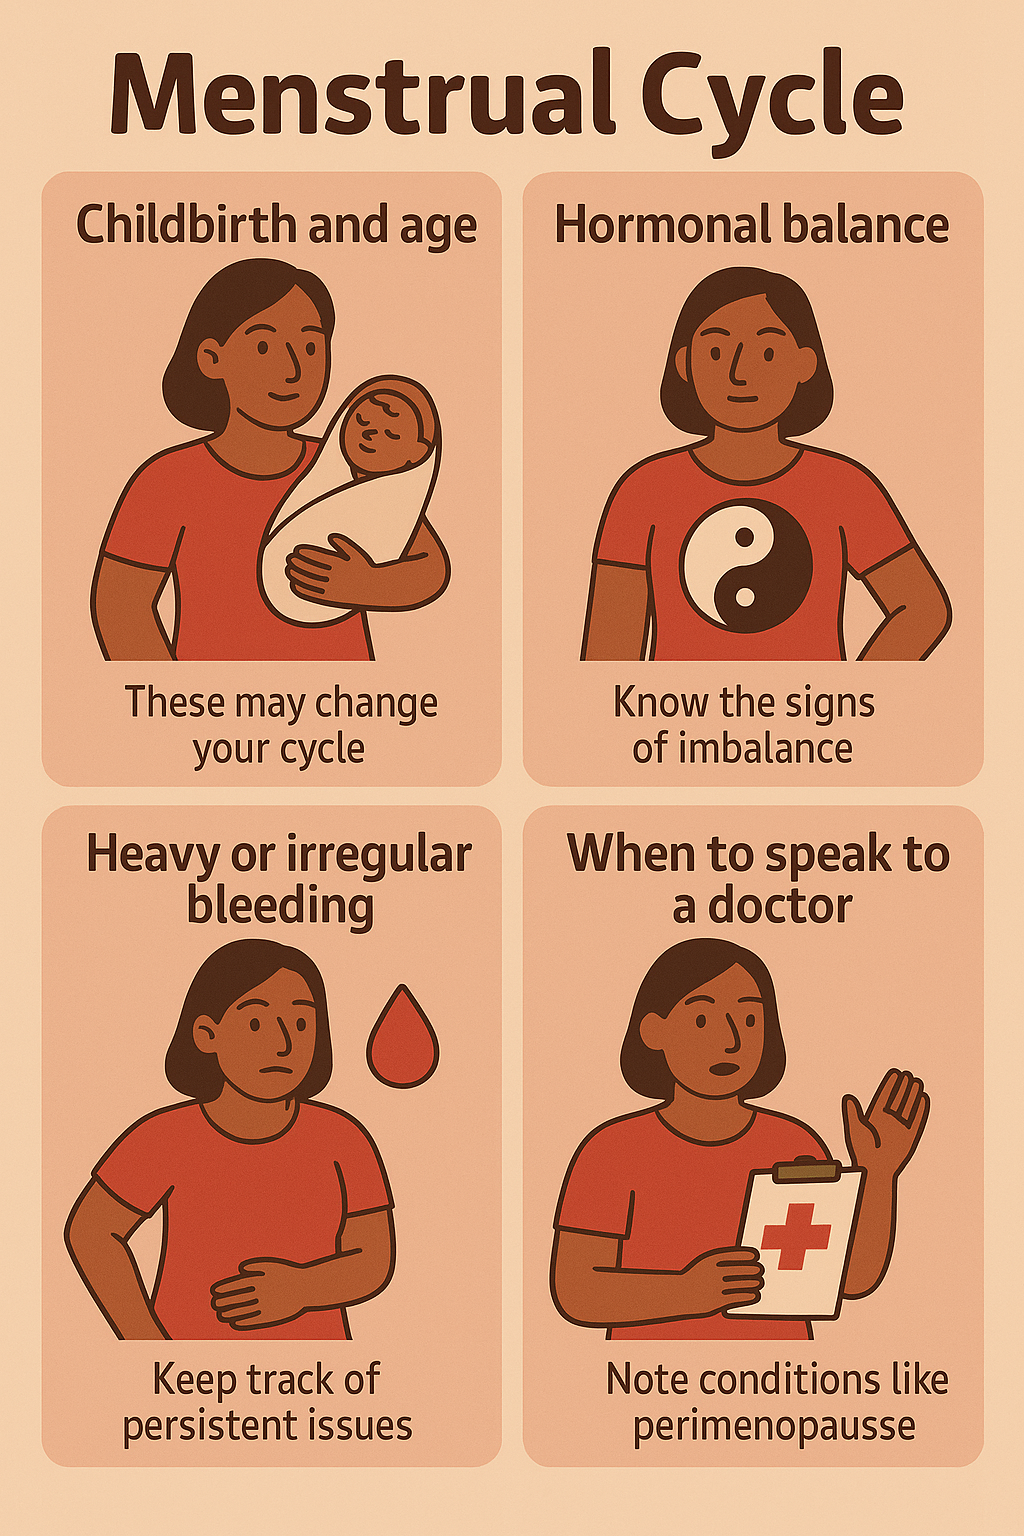 Menstrual Cycle
Childbirth and age
These may change
your cycle
Hormonal balance
Know the signs
of imbalance
Heavy or irregular
bleeding
Keep track of
persistent issues
When to speak to
a doctor
Note conditions like
perimenopausse